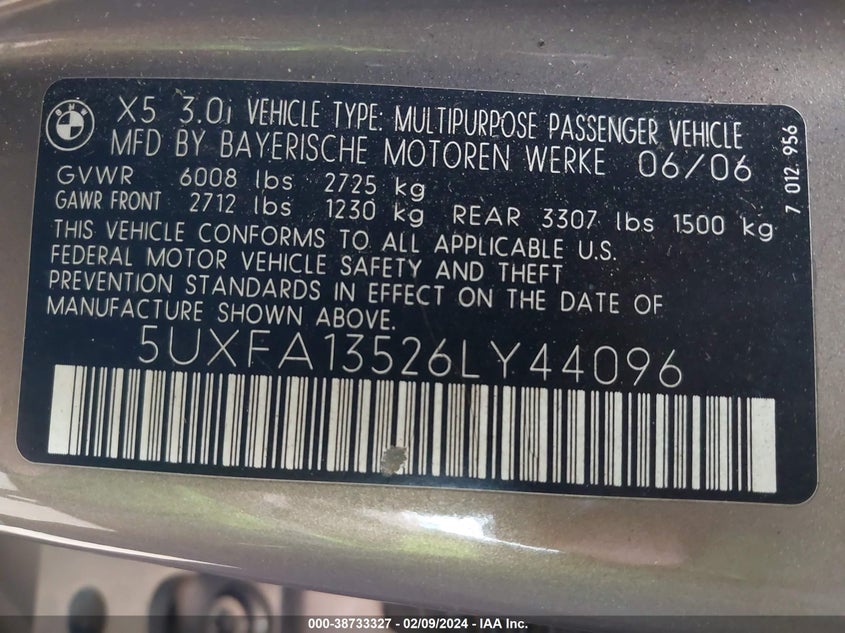 X5 3.0i VEHICLE TYPE: MULTIPURPOSE PASSENGER VEHICLE
MFD BY BAYERISCHE MOTOREN WERKE 06/06
GVWR 6008 lbs 2725 kg
GAWR FRONT 2712 lbs 1230 kg REAR 3307 lbs 1500 kg
THIS VEHICLE CONFORMS TO ALL APPLICABLE U.S.
FEDERAL MOTOR VEHICLE SAFETY AND THEFT
PREVENTION STANDARDS IN EFFECT ON THE DATE OF
MANUFACTURE SHOWN ABOVE.
5UXFA13526LY44096
7 012 956
000-38733327 - 02/09/2024 - IAA Inc.